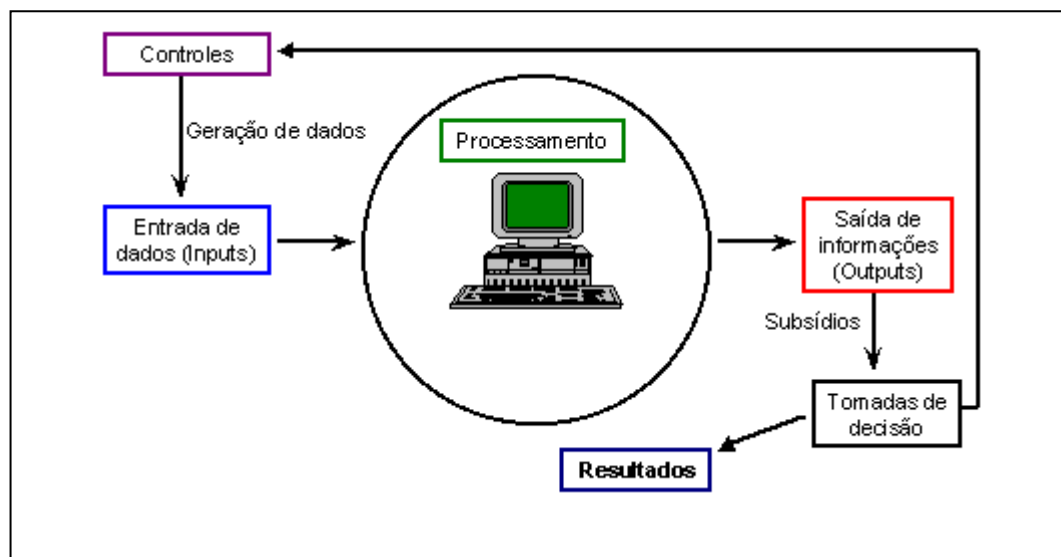 Controles
Geração de dados
Processamento
Entrada de
dados (Inputs)
Saída de
informações
(Outputs)
Subsídios
Tomadas de
decisão
Resultados